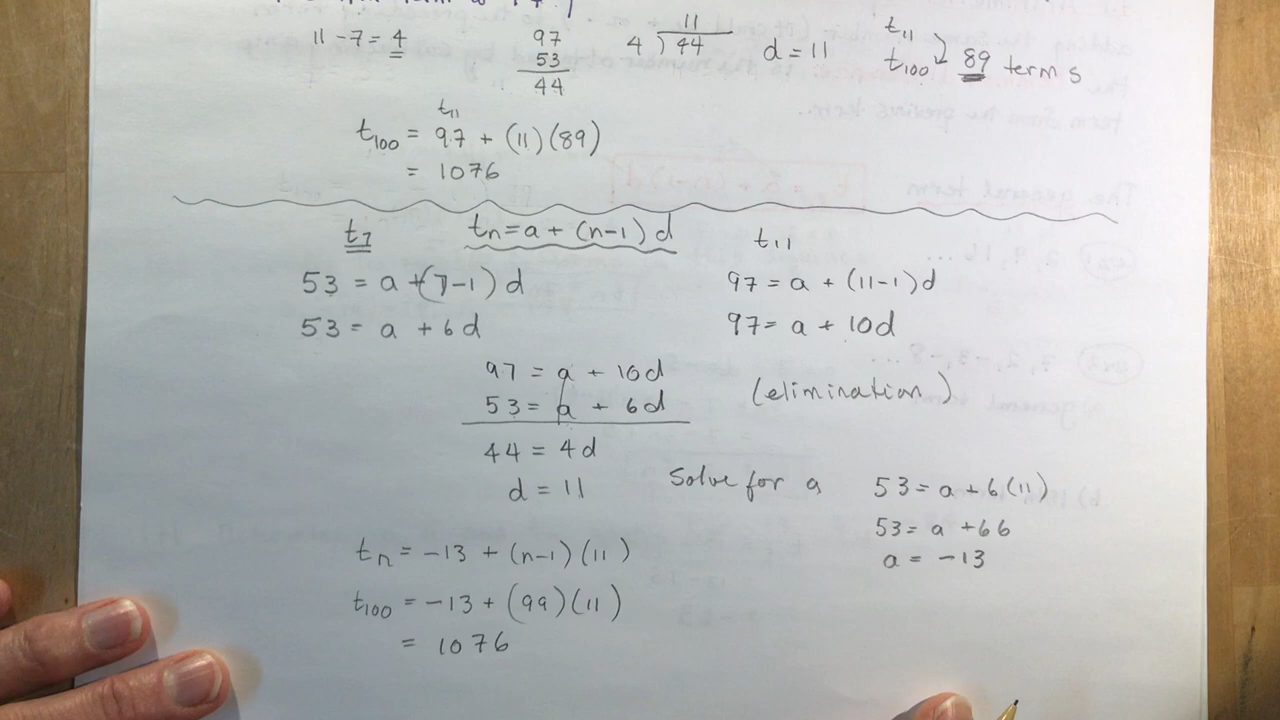 11 - 7 = 4
97
53
44
11
4 ) 44
d = 11
t11
t100
89 terms
t11
t100 = 97 + (11)(89)
= 1076
t7
tn = a + (n-1) d
t11
53 = a + (7-1) d
97 = a + (11-1) d
53 = a + 6d
97 = a + 10d
97 = a + 10d
53 = a + 6d
(elimination)
44 = 4d
d = 11
Solve for a
53 = a + 6(11)
53 = a + 66
a = -13
tn = -13 + (n-1)(11)
t100 = -13 + (99)(11)
= 1076